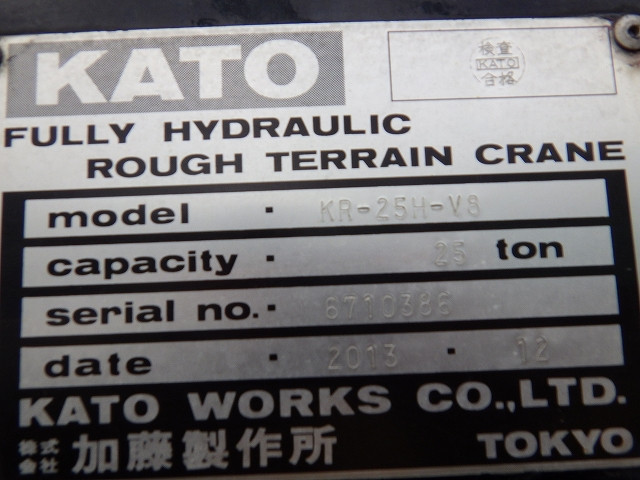 KATO
検査
KATO
合格
FULLY HYDRAULIC
ROUGH TERRAIN CRANE
model · KR-25H-V8
capacity · 25 ton
serial no. · 6710386
date · 2013 · 12
KATO WORKS CO.,LTD.
株式会社 加藤製作所 TOKYO